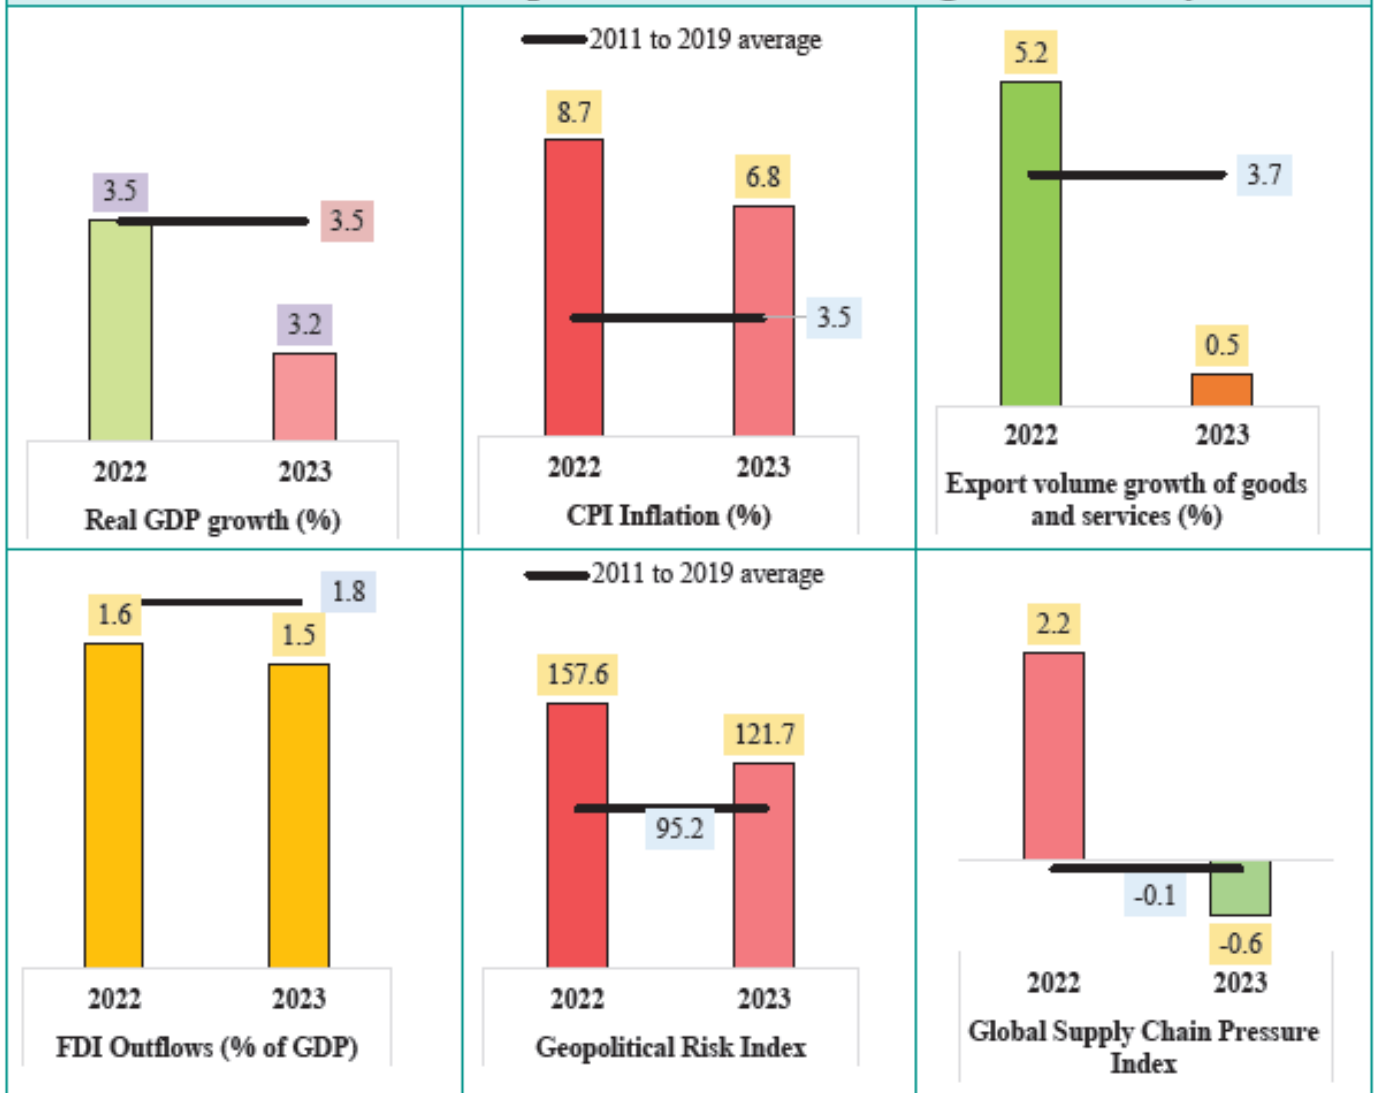 3.5
3.5
3.2
2022 2023
Real GDP growth (%)
2011 to 2019 average
8.7
6.8
3.5
2022 2023
CPI Inflation (%)
5.2
3.7
0.5
2022 2023
Export volume growth of goods
and services (%)
1.8
1.6
1.5
2022 2023
FDI Outflows (% of GDP)
2011 to 2019 average
157.6
121.7
95.2
2022 2023
Geopolitical Risk Index
2.2
-0.1
-0.6
2022 2023
Global Supply Chain Pressure
Index